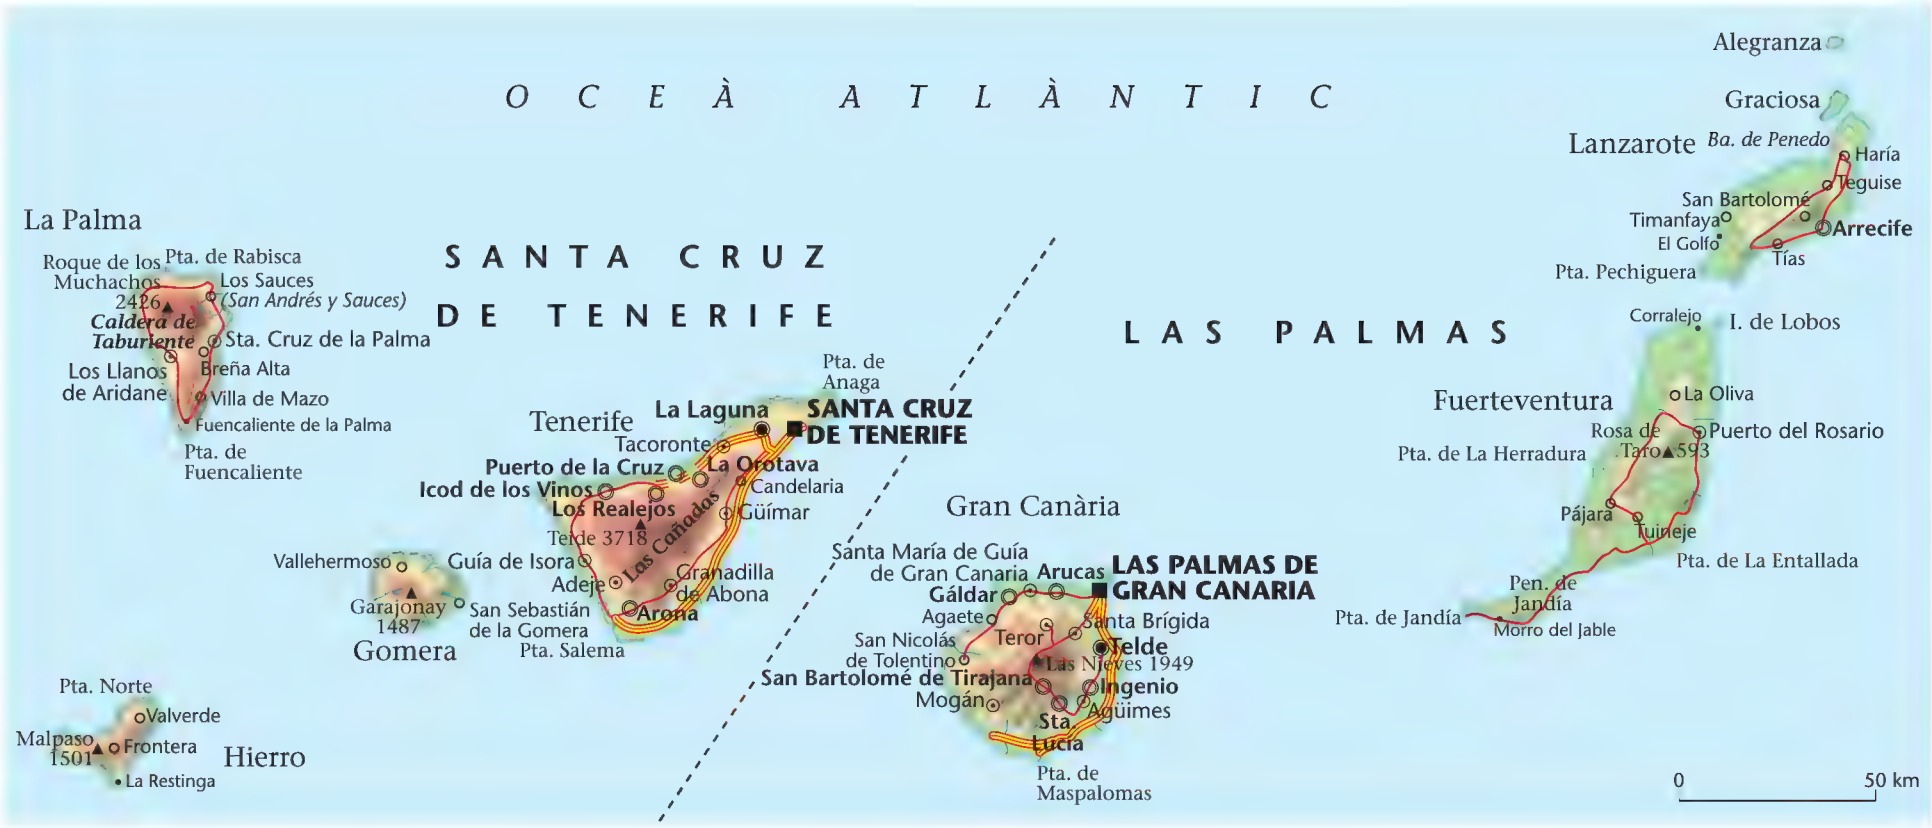 Alegranza
OCEÀ ATLÀNTIC
Graciosa
Lanzarote
Ba. de Penedo
Haría
Teguise
San Bartolomé
Timanfaya
El Golfo
Arrecife
Tías
Pta. Pechiguera
La Palma
Roque de los
Muchachos
2426
Pta. de Rabisca
Los Sauces
(San Andrés y Sauces)
Caldera de
Taburiente
Sta. Cruz de la Palma
Los Llanos
de Aridane
Breña Alta
Villa de Mazo
Fuencaliente de la Palma
Pta. de
Fuencaliente
SANTA CRUZ
DE TENERIFE
LAS PALMAS
Corralejo
I. de Lobos
Pta. de
Anaga
Tenerife
La Laguna
SANTA CRUZ
DE TENERIFE
Tacoronte
Puerto de la Cruz
La Orotava
Icod de los Vinos
Candelaria
Los Realejos
Güímar
Teide 3718
Las Cañadas
Guía de Isora
Adeje
Granadilla
de Abona
Arona
Pta. Salema
Fuerteventura
La Oliva
Rosa de
Taro 593
Puerto del Rosario
Pta. de La Herradura
Pájara
Tuineje
Pta. de La Entallada
Pen. de
Jandía
Pta. de Jandía
Morro del Jable
Vallehermoso
Garajonay
1487
San Sebastián
de la Gomera
Gomera
Gran Canària
Santa María de Guía
de Gran Canaria
Arucas
LAS PALMAS DE
GRAN CANARIA
Gáldar
Agaete
Santa Brígida
San Nicolás
de Tolentino
Teror
Telde
Las Nieves 1949
San Bartolomé de Tirajana
Ingenio
Mogán
Agüimes
Sta.
Lucía
Pta. de
Maspalomas
Pta. Norte
Valverde
Malpaso
1501
Frontera
Hierro
La Restinga
0 50 km